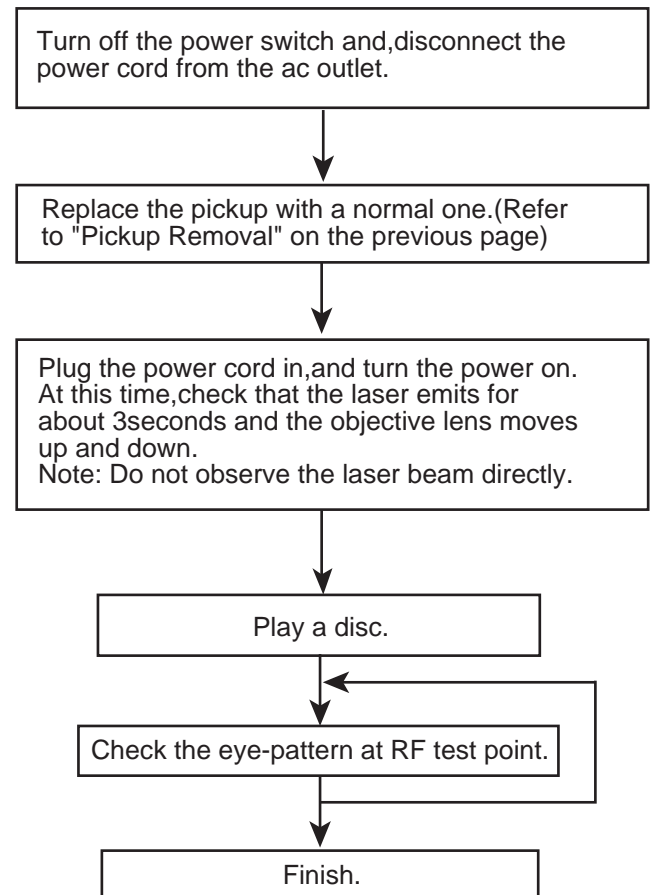 Turn off the power switch and,disconnect the
power cord from the ac outlet.
Replace the pickup with a normal one.(Refer
to "Pickup Removal" on the previous page)
Plug the power cord in,and turn the power on.
At this time,check that the laser emits for
about 3seconds and the objective lens moves
up and down.
Note: Do not observe the laser beam directly.
Play a disc.
Check the eye-pattern at RF test point.
Finish.